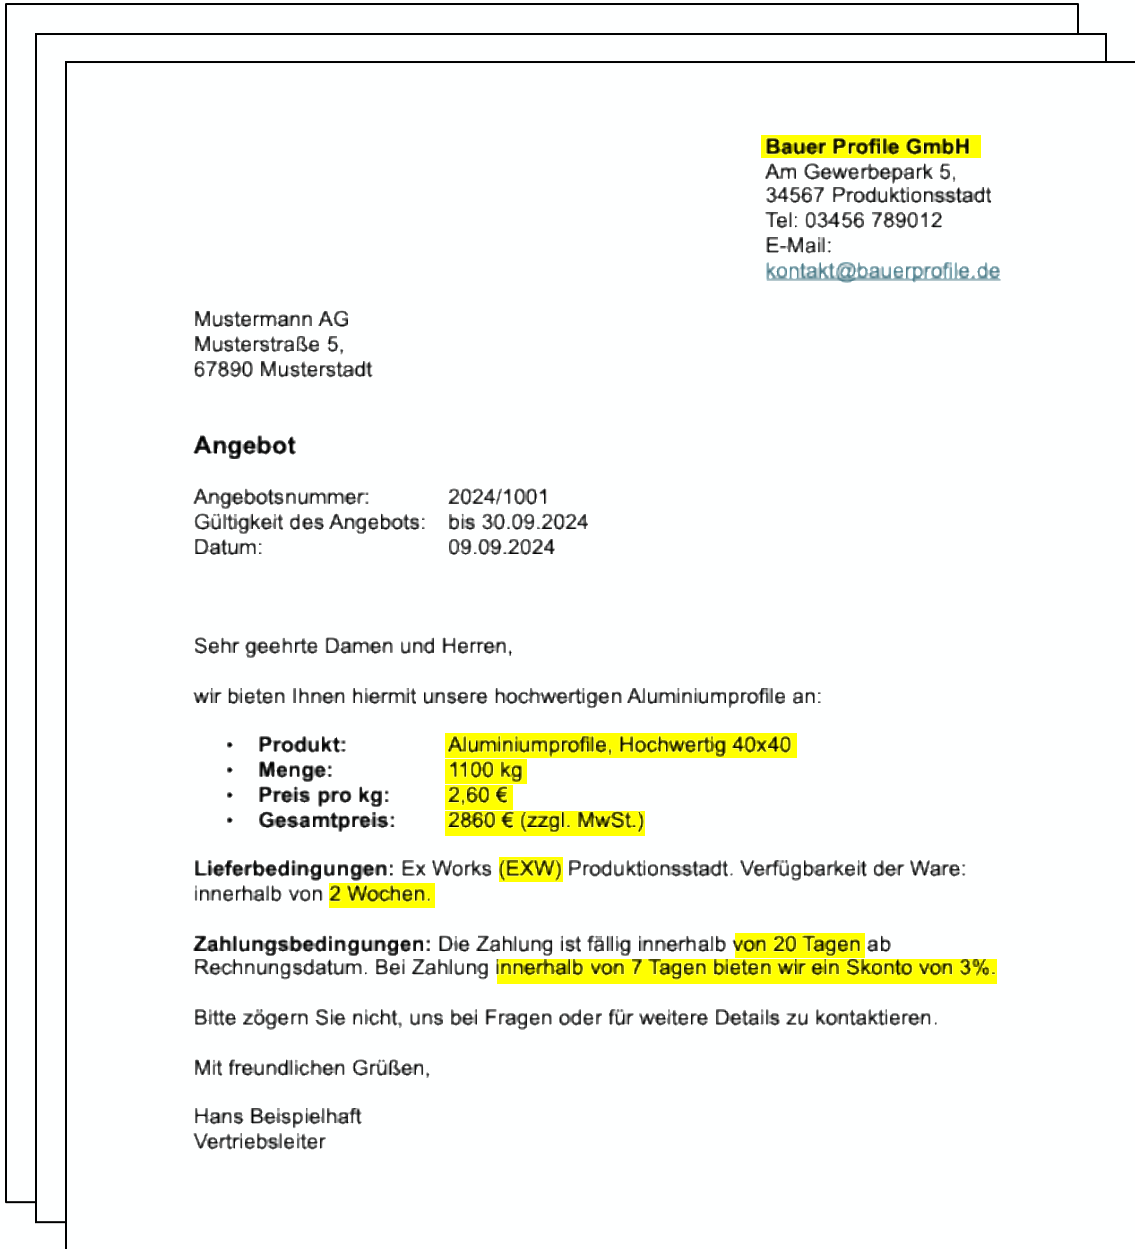 Bauer Profile GmbH
Am Gewerbepark 5,
34567 Produktionsstadt
Tel: 03456 789012
E-Mail:
kontakt@bauerprofile.de
Mustermann AG
Musterstraße 5,
67890 Musterstadt
Angebot
Angebotsnummer: 2024/1001
Gültigkeit des Angebots: bis 30.09.2024
Datum: 09.09.2024
Sehr geehrte Damen und Herren,
wir bieten Ihnen hiermit unsere hochwertigen Aluminiumprofile an:
• Produkt: Aluminiumprofile, Hochwertig 40x40
• Menge: 1100 kg
• Preis pro kg: 2,60 €
• Gesamtpreis: 2860 € (zzgl. MwSt.)
Lieferbedingungen: Ex Works (EXW) Produktionsstadt. Verfügbarkeit der Ware:
innerhalb von 2 Wochen.
Zahlungsbedingungen: Die Zahlung ist fällig innerhalb von 20 Tagen ab
Rechnungsdatum. Bei Zahlung innerhalb von 7 Tagen bieten wir ein Skonto von 3%.
Bitte zögern Sie nicht, uns bei Fragen oder für weitere Details zu kontaktieren.
Mit freundlichen Grüßen,
Hans Beispielhaft
Vertriebsleiter